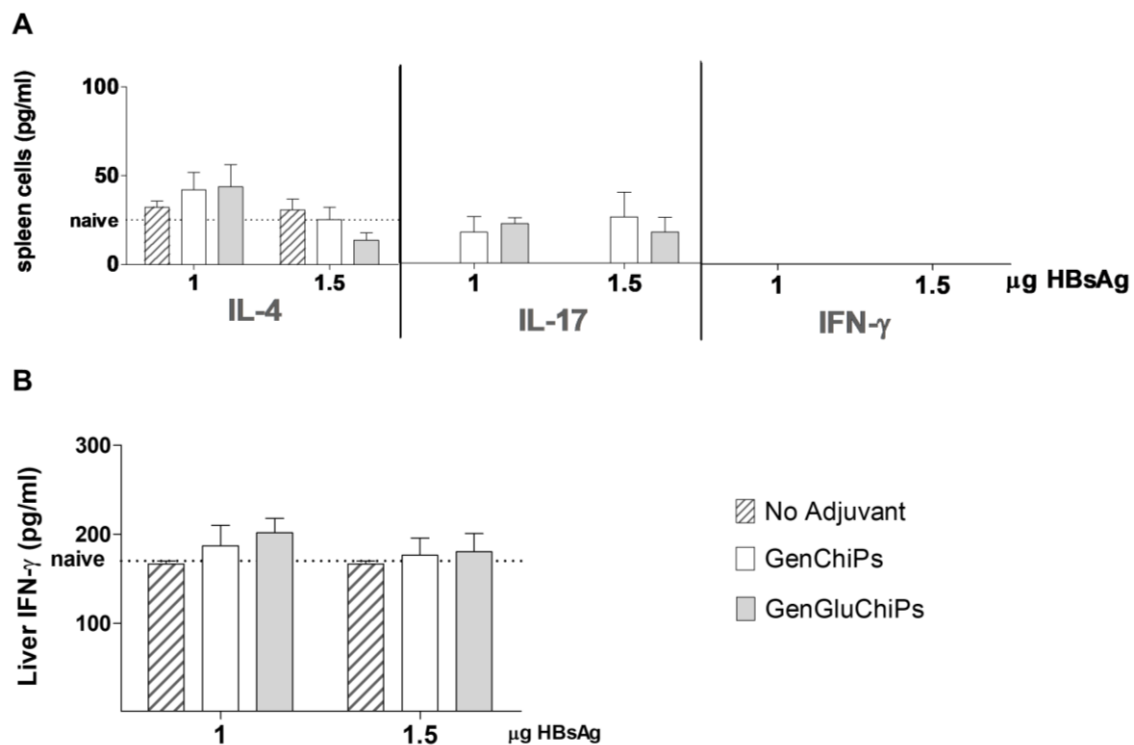 A
spleen cells (pg/ml)
100
50
naive
0
1 1.5 1 1.5 1 1.5 μg HBsAg
IL-4 IL-17 IFN-γ
B
Liver IFN-γ (pg/ml)
300
200
naive
100
1 1.5 μg HBsAg
No Adjuvant
GenChiPs
GenGluChiPs